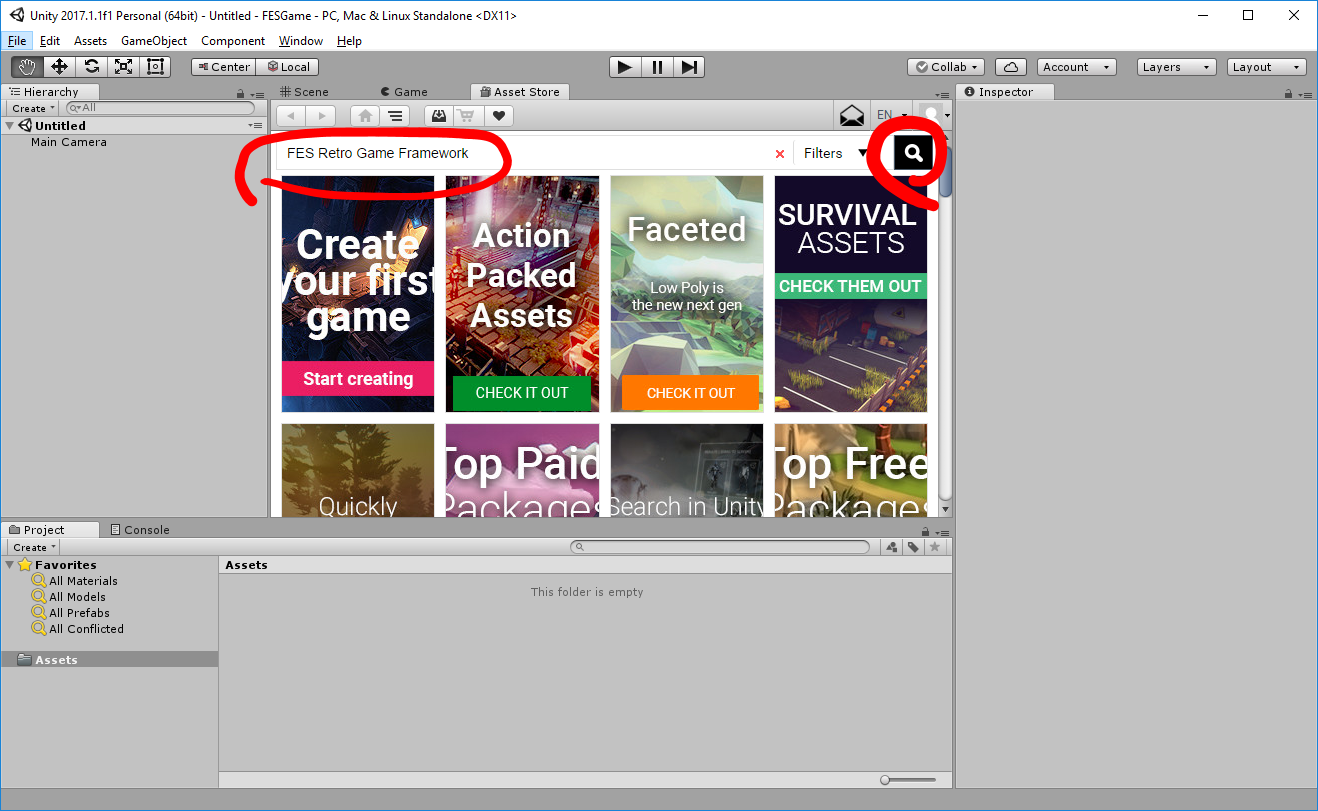 Unity 2017.1.1f1 Personal (64bit) - Untitled - FESGame - PC, Mac & Linux Standalone <DX11>
File Edit Assets GameObject Component Window Help
Center Local Collab Account Layers Layout
Hierarchy
Create All
Untitled
Main Camera
Scene Game Asset Store
EN
FES Retro Game Framework
Filters
Create
your first
game
Start creating
Action
Packed
Assets
CHECK IT OUT
Faceted
Low Poly is
the new next gen
CHECK IT OUT
SURVIVAL
ASSETS
CHECK THEM OUT
Quickly
Top Paid
Packages
Search in Unity
Top Free
Packages
Inspector
Project Console
Create
Favorites
All Materials
All Models
All Prefabs
All Conflicted
Assets
Assets
This folder is empty